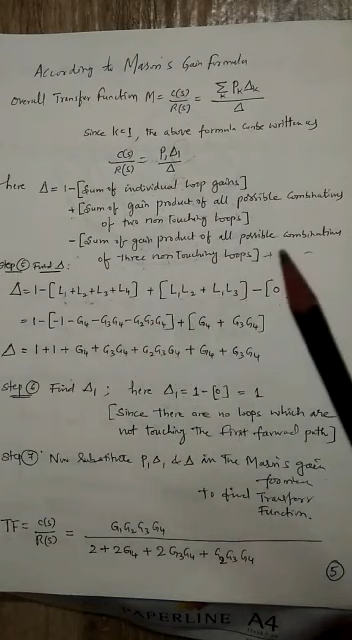 According to Mason's Gain formula
Overall Transfer Function M = C(s)/R(s) = Σ_K P_K Δ_K / Δ
Since K=1, the above formula can be written as
C(s)/R(s) = P₁Δ₁/Δ
here Δ = 1 - [Sum of individual loop gains]
+ [Sum of gain product of all possible Combinations
of two non Touching loops]
- [Sum of gain product of all possible combinations
of three non Touching loops] +
Step ⑤ Find Δ:
Δ = 1 - [L₁+L₂+L₃+L₄] + [L₁L₂ + L₁L₃] - [0
= 1 - [-1 - G₄ - G₃G₄ - G₂G₃G₄] + [G₄ + G₃G₄]
Δ = 1 + 1 + G₄ + G₃G₄ + G₂G₃G₄ + G₄ + G₃G₄
Step ⑥ Find Δ₁ ; here Δ₁ = 1 - [0] = 1
[Since there are no loops which are
not touching the first forward path]
Step ⑦: Now Substitute P₁Δ₁ & Δ in The Mason's gain
to find Transfer
Function.
TF = C(s)/R(s) = G₁G₂G₃G₄ / 2 + 2G₄ + 2G₃G₄ + G₂G₃G₄
⑤
PAPERLINE A4